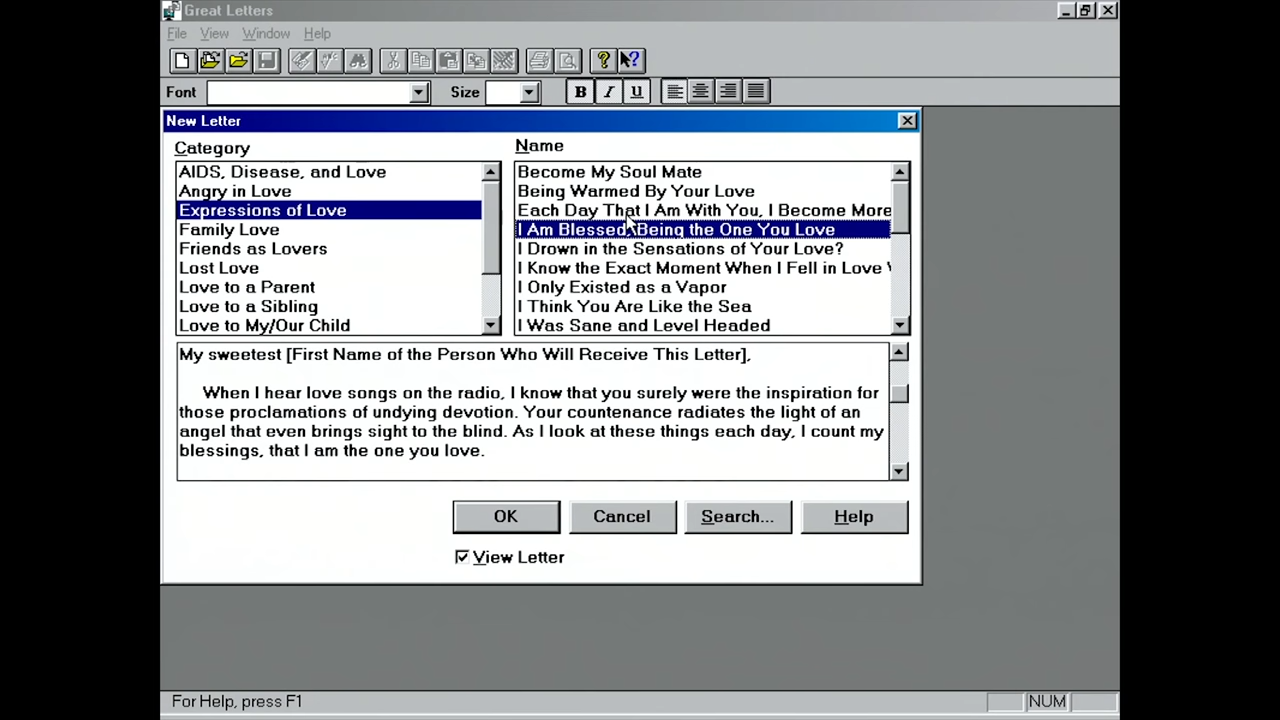 Great Letters
File View Window Help
Font Size B I U
New Letter
Category
AIDS, Disease, and Love
Angry in Love
Expressions of Love
Family Love
Friends as Lovers
Lost Love
Love to a Parent
Love to a Sibling
Love to My/Our Child
Name
Become My Soul Mate
Being Warmed By Your Love
Each Day That I Am With You, I Become More
I Am Blessed, Being the One You Love
I Drown in the Sensations of Your Love?
I Know the Exact Moment When I Fell in Love
I Only Existed as a Vapor
I Think You Are Like the Sea
I Was Sane and Level Headed
My sweetest [First Name of the Person Who Will Receive This Letter],
When I hear love songs on the radio, I know that you surely were the inspiration for
those proclamations of undying devotion. Your countenance radiates the light of an
angel that even brings sight to the blind. As I look at these things each day, I count my
blessings, that I am the one you love.
OK Cancel Search... Help
View Letter
For Help, press F1 NUM